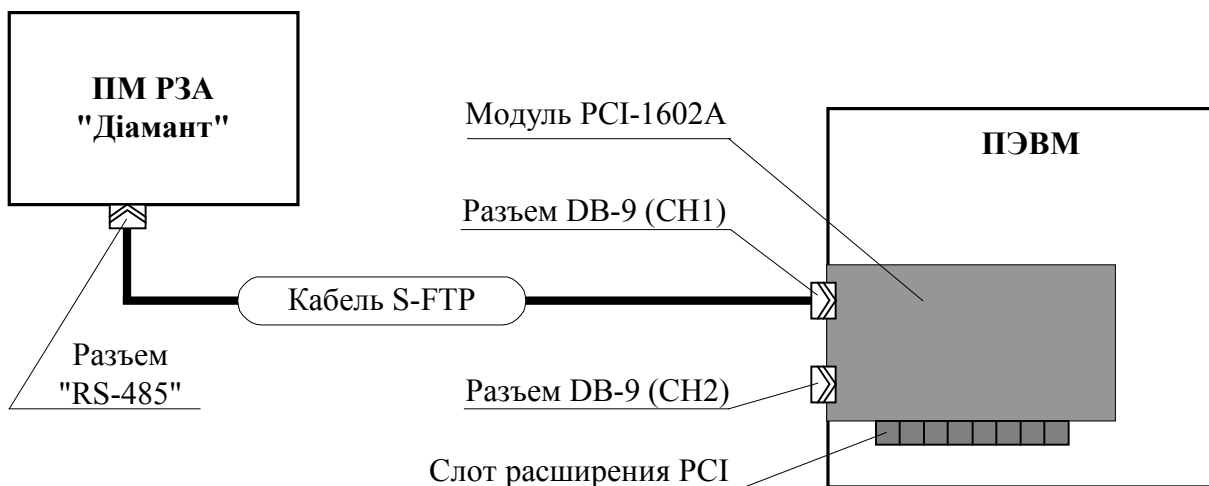 ПМ РЗА
"Діамант"
Модуль PCI-1602A
ПЭВМ
Разъем DB-9 (CH1)
Кабель S-FTP
Разъем
"RS-485"
Разъем DB-9 (CH2)
Слот расширения PCI